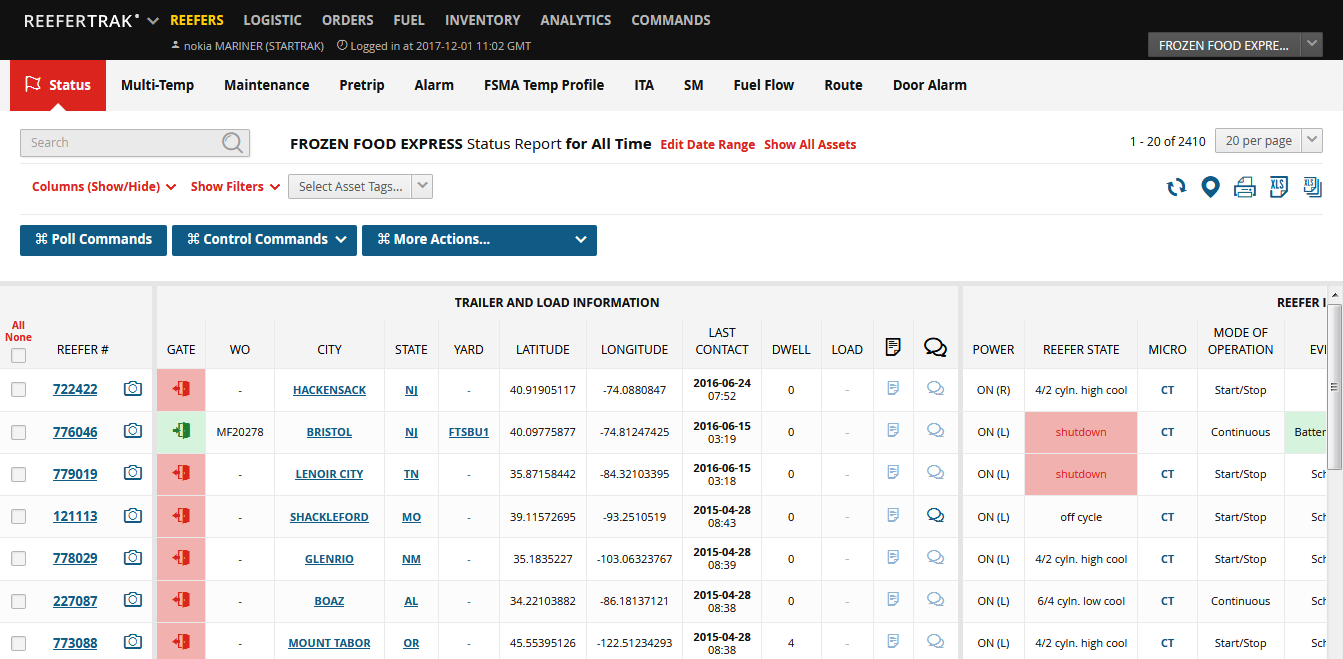 REEFERTRAK REEFERS LOGISTIC ORDERS FUEL INVENTORY ANALYTICS COMMANDS
nokia MARINER (STARTRAK) Logged in at 2017-12-01 11:02 GMT
FROZEN FOOD EXPRE...
Status Multi-Temp Maintenance Pretrip Alarm FSMA Temp Profile ITA SM Fuel Flow Route Door Alarm
Search FROZEN FOOD EXPRESS Status Report for All Time Edit Date Range Show All Assets 1 - 20 of 2410 20 per page
Columns (Show/Hide) Show Filters Select Asset Tags... XLS XLS
⌘ Poll Commands ⌘ Control Commands ⌘ More Actions...
TRAILER AND LOAD INFORMATION REEFER I
All
None
REEFER # GATE WO CITY STATE YARD LATITUDE LONGITUDE LAST CONTACT DWELL LOAD POWER REEFER STATE MICRO MODE OF OPERATION EVI
722422 - HACKENSACK NJ - 40.91905117 -74.0880847 2016-06-24 07:52 0 - ON (R) 4/2 cyln. high cool CT Start/Stop
776046 MF20278 BRISTOL NJ FTSBU1 40.09775877 -74.81247425 2016-06-15 03:19 0 - ON (L) shutdown CT Continuous Batter
779019 - LENOIR CITY TN - 35.87158442 -84.32103395 2016-06-15 03:18 0 - ON (L) shutdown CT Start/Stop Sch
121113 - SHACKLEFORD MO - 39.11572695 -93.2510519 2015-04-28 08:43 0 - ON (L) off cycle CT Start/Stop Sch
778029 - GLENRIO NM - 35.1835227 -103.06323767 2015-04-28 08:39 0 - ON (L) 4/2 cyln. high cool CT Start/Stop Sch
227087 - BOAZ AL - 34.22103882 -86.18137121 2015-04-28 08:38 0 - ON (L) 6/4 cyln. low cool CT Continuous Sch
773088 - MOUNT TABOR OR - 45.55395126 -122.51234293 2015-04-28 08:38 4 - ON (L) 4/2 cyln. high cool CT Start/Stop Sch